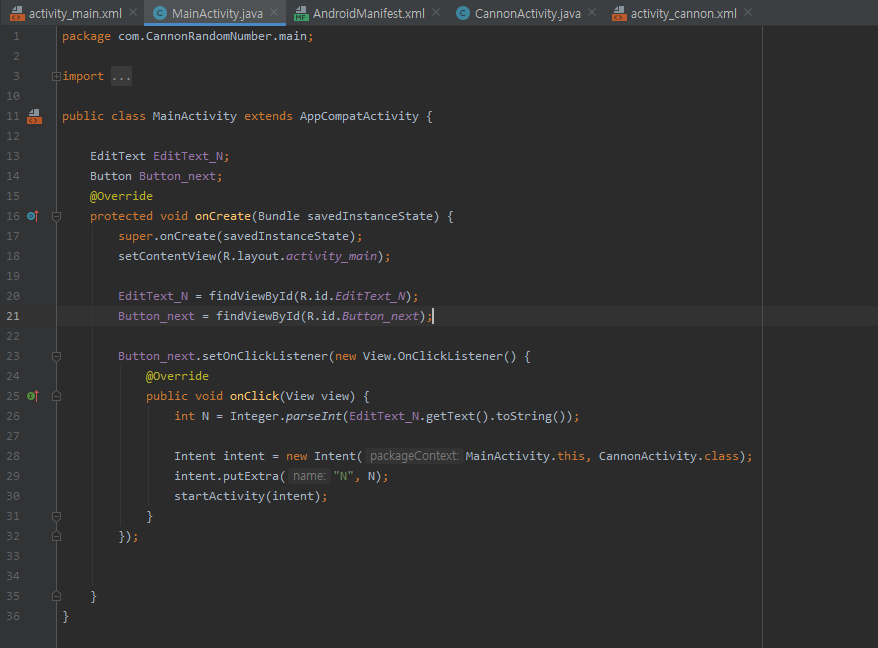 activity_main.xml MainActivity.java AndroidManifest.xml CannonActivity.java activity_cannon.xml
1 package com.CannonRandomNumber.main;
2
3 import ...
10
11 public class MainActivity extends AppCompatActivity {
12
13 EditText EditText_N;
14 Button Button_next;
15 @Override
16 protected void onCreate(Bundle savedInstanceState) {
17 super.onCreate(savedInstanceState);
18 setContentView(R.layout.activity_main);
19
20 EditText_N = findViewById(R.id.EditText_N);
21 Button_next = findViewById(R.id.Button_next);
22
23 Button_next.setOnClickListener(new View.OnClickListener() {
24 @Override
25 public void onClick(View view) {
26 int N = Integer.parseInt(EditText_N.getText().toString());
27
28 Intent intent = new Intent( packageContext: MainActivity.this, CannonActivity.class);
29 intent.putExtra( name: "N", N);
30 startActivity(intent);
31 }
32 });
33
34
35 }
36 }